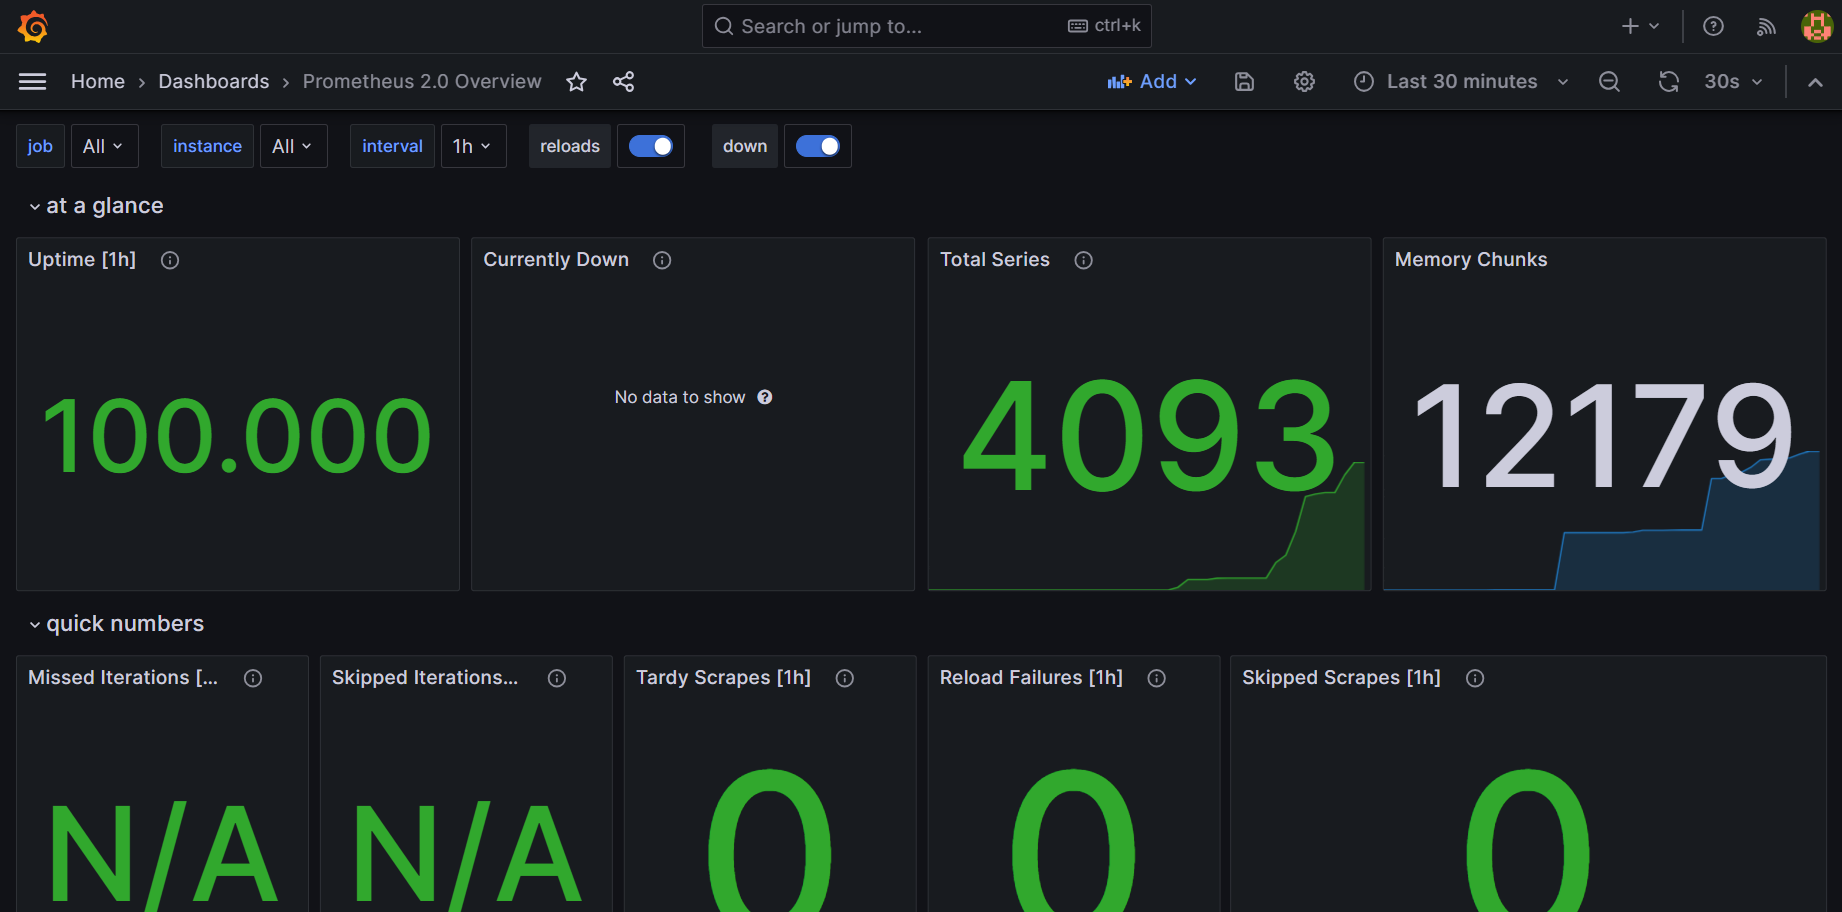 Search or jump to... ctrl+k
Home › Dashboards › Prometheus 2.0 Overview Add Last 30 minutes 30s
job All instance All interval 1h reloads down
at a glance
Uptime [1h] Currently Down Total Series Memory Chunks
100.000 No data to show 4093 12179
quick numbers
Missed Iterations [... Skipped Iterations... Tardy Scrapes [1h] Reload Failures [1h] Skipped Scrapes [1h]
N/A N/A 0 0 0